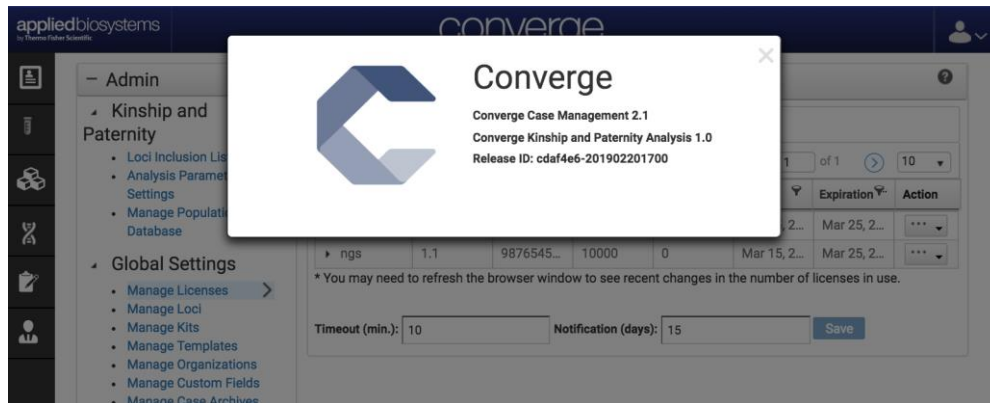 appliedbiosystems
by Thermo Fisher Scientific
converge
Converge
Converge Case Management 2.1
Converge Kinship and Paternity Analysis 1.0
Release ID: cdaf4e6-201902201700
− Admin
Kinship and
Paternity
Loci Inclusion Lis
Analysis Paramet
Settings
Manage Populati
Database
Global Settings
Manage Licenses
Manage Loci
Manage Kits
Manage Templates
Manage Organizations
Manage Custom Fields
Manage Case Archives
1 of 1 10
Expiration Action
, 2... Mar 25, 2... ...
ngs 1.1 9876545... 10000 0 Mar 15, 2... Mar 25, 2... ...
* You may need to refresh the browser window to see recent changes in the number of licenses in use.
Timeout (min.): 10 Notification (days): 15 Save